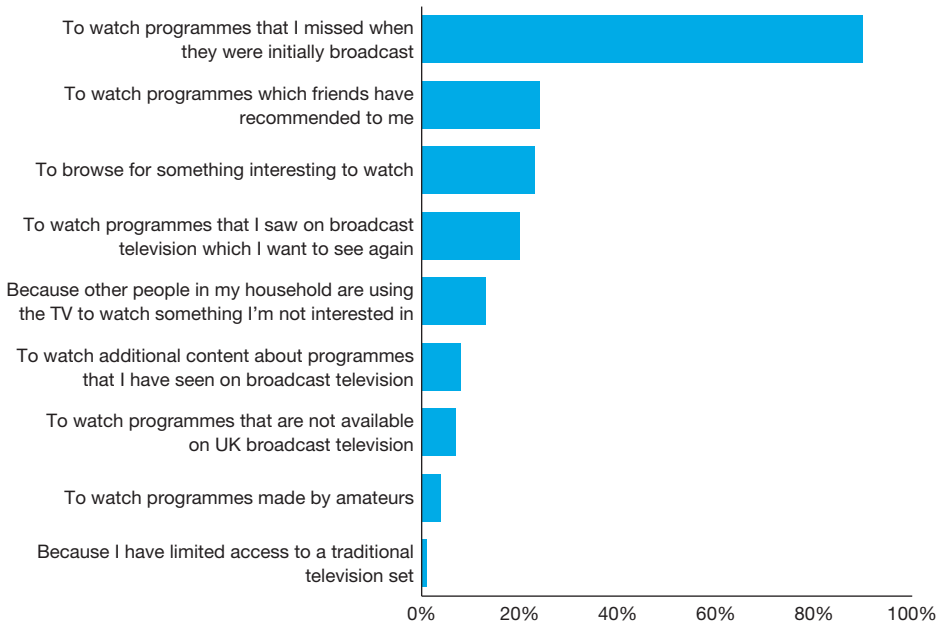 To watch programmes that I missed when
they were initially broadcast
To watch programmes which friends have
recommended to me
To browse for something interesting to watch
To watch programmes that I saw on broadcast
television which I want to see again
Because other people in my household are using
the TV to watch something I’m not interested in
To watch additional content about programmes
that I have seen on broadcast television
To watch programmes that are not available
on UK broadcast television
To watch programmes made by amateurs
Because I have limited access to a traditional
television set
0% 20% 40% 60% 80% 100%